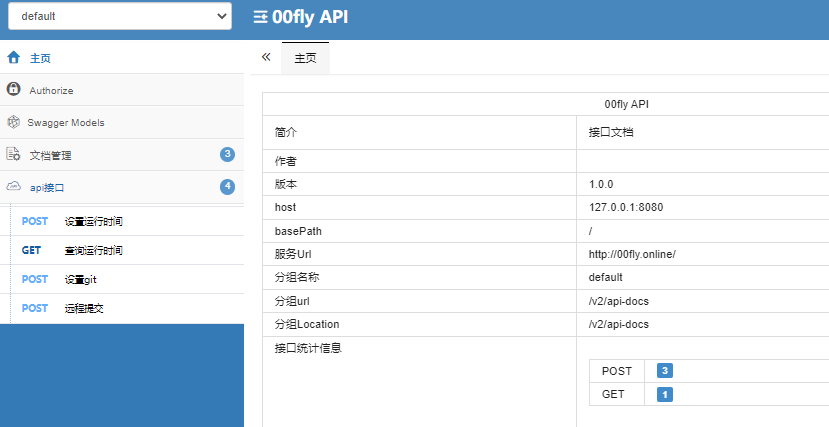 default
00fly API
主页
Authorize
Swagger Models
文档管理 3
api接口 4
POST 设置运行时间
GET 查询运行时间
POST 设置git
POST 远程提交
主页
00fly API
简介 接口文档
作者
版本 1.0.0
host 127.0.0.1:8080
basePath /
服务Url http://00fly.online/
分组名称 default
分组url /v2/api-docs
分组Location /v2/api-docs
接口统计信息
POST 3
GET 1